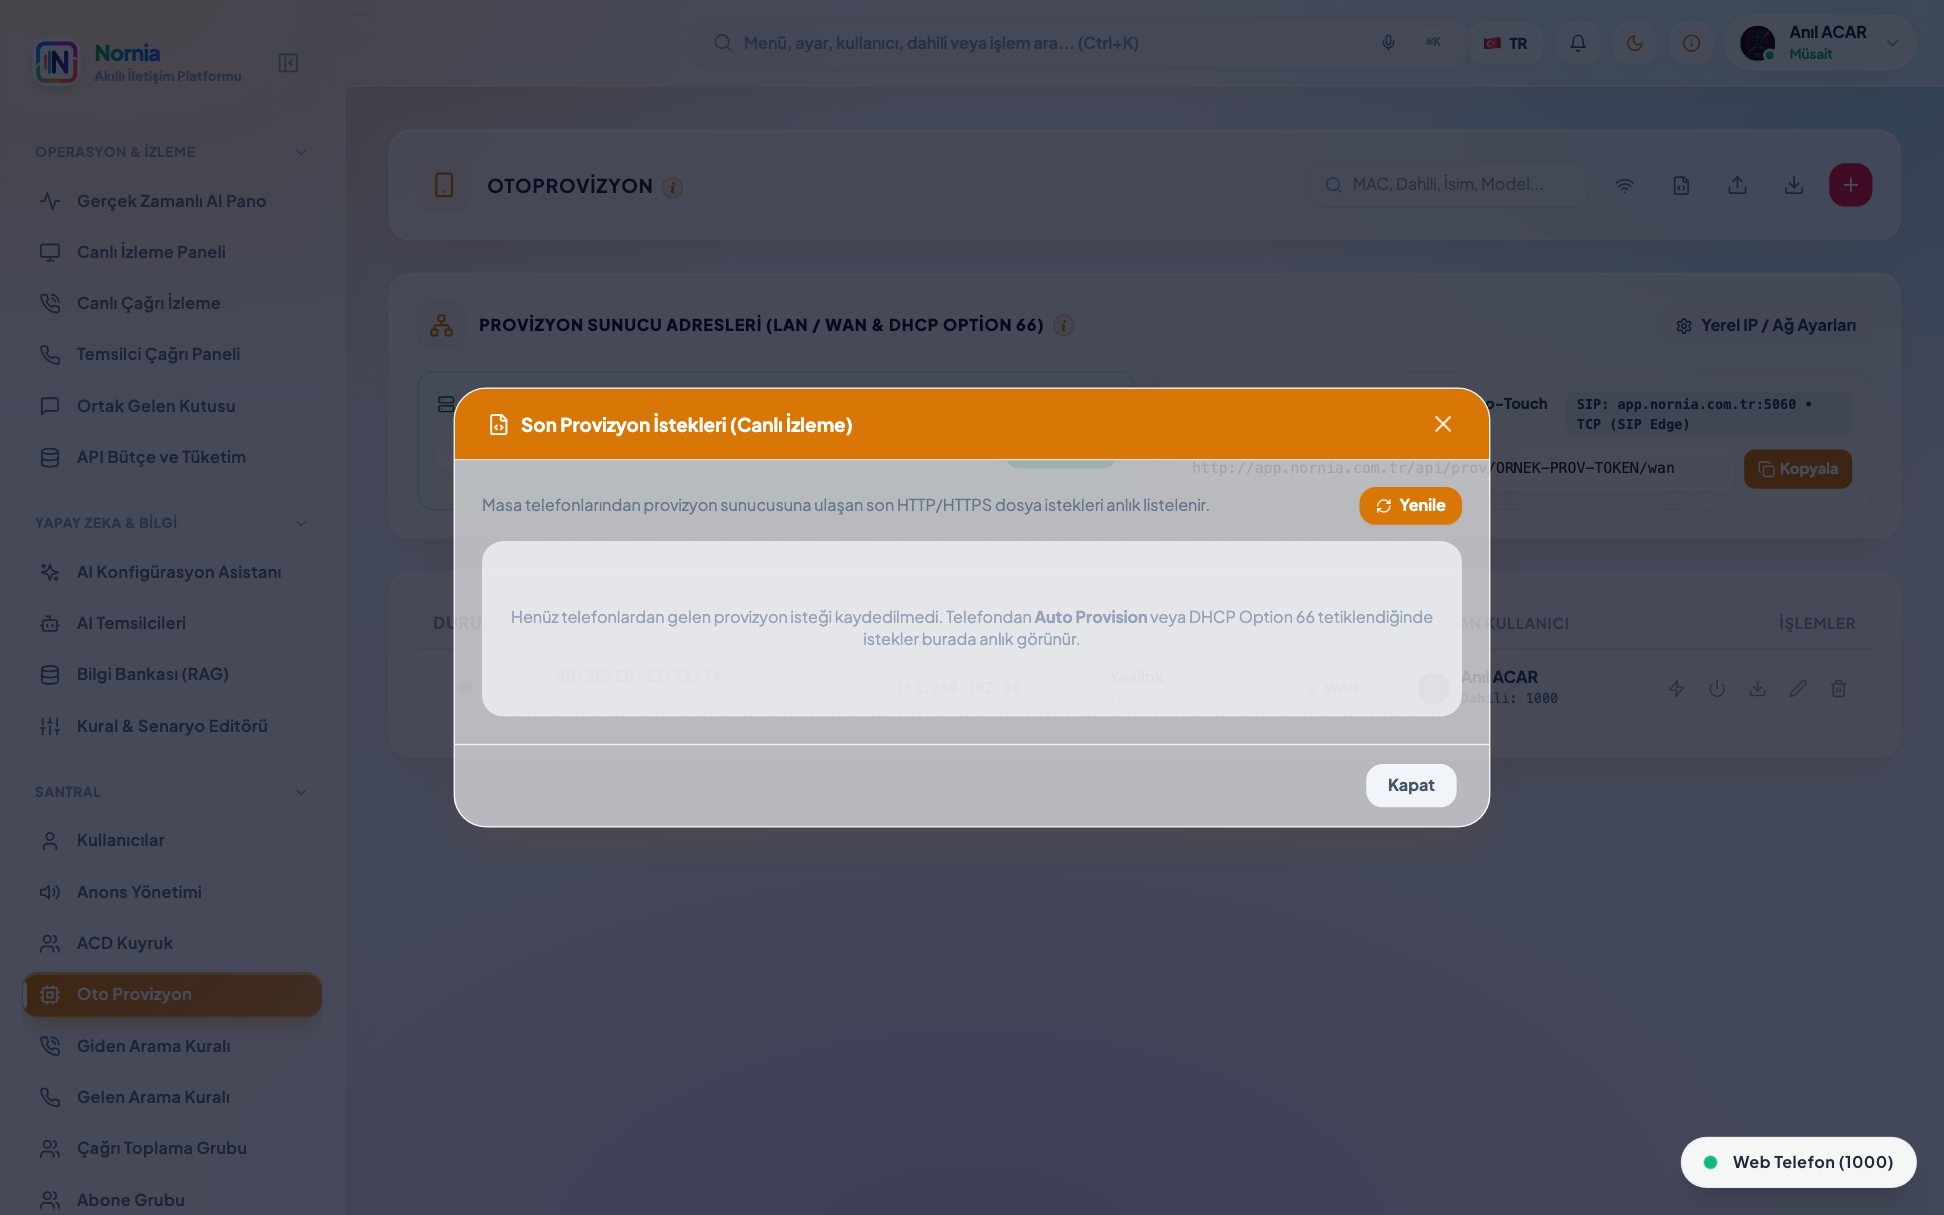 Nornia
Akıllı İletişim Platformu
Menü, ayar, kullanıcı, dahili veya işlem ara... (Ctrl+K)
⌘K
TR
Anıl ACAR
Müsait
OPERASYON & İZLEME
Gerçek Zamanlı AI Pano
Canlı İzleme Paneli
Canlı Çağrı İzleme
Temsilci Çağrı Paneli
Ortak Gelen Kutusu
API Bütçe ve Tüketim
YAPAY ZEKA & BİLGİ
AI Konfigürasyon Asistanı
AI Temsilcileri
Bilgi Bankası (RAG)
Kural & Senaryo Editörü
SANTRAL
Kullanıcılar
Anons Yönetimi
ACD Kuyruk
Oto Provizyon
Giden Arama Kuralı
Gelen Arama Kuralı
Çağrı Toplama Grubu
Abone Grubu
OTOPROVİZYON
MAC, Dahili, İsim, Model...
PROVİZYON SUNUCU ADRESLERİ (LAN / WAN & DHCP OPTİON 66)
Yerel IP / Ağ Ayarları
o-Touch
SIP: app.nornia.com.tr:5060 •
TCP (SIP Edge)
http://app.nornia.com.tr/api/prov/ORNEK-PROV-TOKEN/wan
Kopyala
Son Provizyon İstekleri (Canlı İzleme)
Masa telefonlarından provizyon sunucusuna ulaşan son HTTP/HTTPS dosya istekleri anlık listelenir.
Yenile
Henüz telefonlardan gelen provizyon isteği kaydedilmedi. Telefondan Auto Provision veya DHCP Option 66 tetiklendiğinde
istekler burada anlık görünür.
KULLANICI
İŞLEMLER
Yealink
WAN
Anıl ACAR
Dahili: 1000
Kapat
Web Telefon (1000)